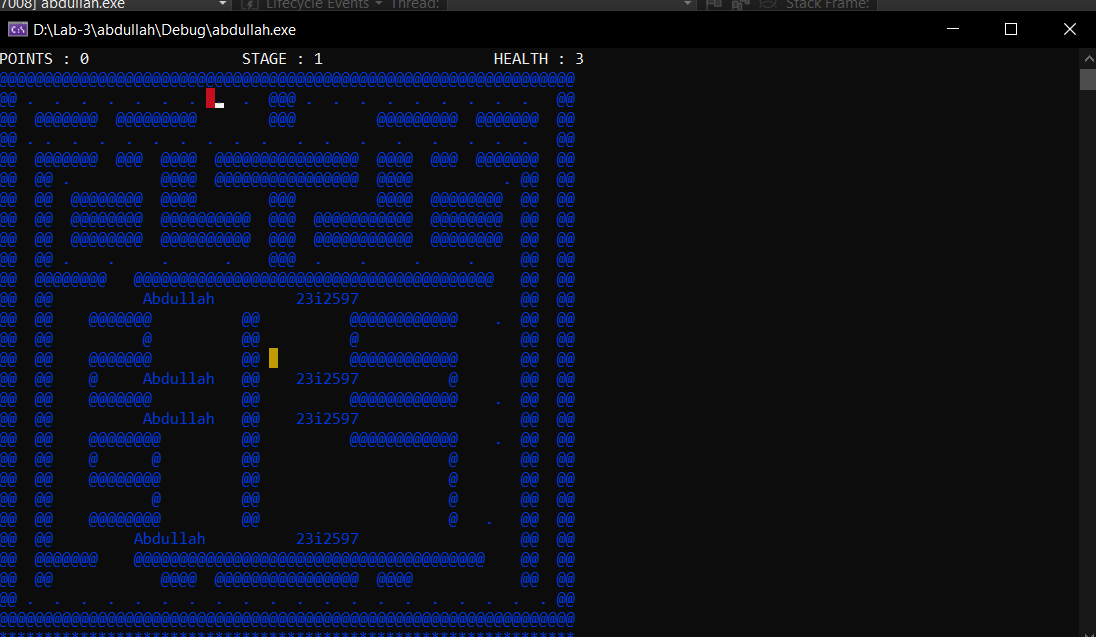 7008] abdullah.exe Lifecycle Events Thread: Stack Frame:
D:\Lab-3\abdullah\Debug\abdullah.exe
POINTS : 0 STAGE : 1 HEALTH : 3
@@@@@@@@@@@@@@@@@@@@@@@@@@@@@@@@@@@@@@@@@@@@@@@@@@@@@@@@@@@@@@@@
@@ . . . . . . . . . @@@ . . . . . . . . . @@
@@ @@@@@@@ @@@@@@@@@ @@@ @@@@@@@@@ @@@@@@@ @@
@@ . . . . . . . . . . . . . . . . . . . @@
@@ @@@@@@@ @@@ @@@@ @@@@@@@@@@@@@@@@ @@@@ @@@ @@@@@@@ @@
@@ @@ . @@@@ @@@@@@@@@@@@@@@@ @@@@ . @@ @@
@@ @@ @@@@@@@@ @@@@ @@@ @@@@ @@@@@@@@ @@ @@
@@ @@ @@@@@@@@ @@@@@@@@@@ @@@ @@@@@@@@@@@ @@@@@@@@ @@ @@
@@ @@ @@@@@@@@ @@@@@@@@@@ @@@ @@@@@@@@@@@ @@@@@@@@ @@ @@
@@ @@ . . . . @@@ . . . . @@ @@
@@ @@@@@@@@ @@@@@@@@@@@@@@@@@@@@@@@@@@@@@@@@@@@@@@@@ @@ @@
@@ @@ Abdullah 23i2597 @@ @@
@@ @@ @@@@@@@ @@ @@@@@@@@@@@@ . @@ @@
@@ @@ @ @@ @ @@ @@
@@ @@ @@@@@@@ @@ @@@@@@@@@@@@ @@ @@
@@ @@ @ Abdullah @@ 23i2597 @ @@ @@
@@ @@ @@@@@@@ @@ @@@@@@@@@@@@ . @@ @@
@@ @@ Abdullah @@ 23i2597 @@ @@
@@ @@ @@@@@@@@ @@ @@@@@@@@@@@@ . @@ @@
@@ @@ @ @ @@ @ @@ @@
@@ @@ @@@@@@@@ @@ @ @@ @@
@@ @@ @ @@ @ @@ @@
@@ @@ @@@@@@@@ @@ @ . @@ @@
@@ @@ Abdullah 23i2597 @@ @@
@@ @@@@@@@ @@@@@@@@@@@@@@@@@@@@@@@@@@@@@@@@@@@@@@@ @@ @@
@@ @@ @@@@ @@@@@@@@@@@@@@@@ @@@@ @@ @@
@@ . . . . . . . . . . . . . . . . . . . . @@
@@@@@@@@@@@@@@@@@@@@@@@@@@@@@@@@@@@@@@@@@@@@@@@@@@@@@@@@@@@@@@@@
****************************************************************